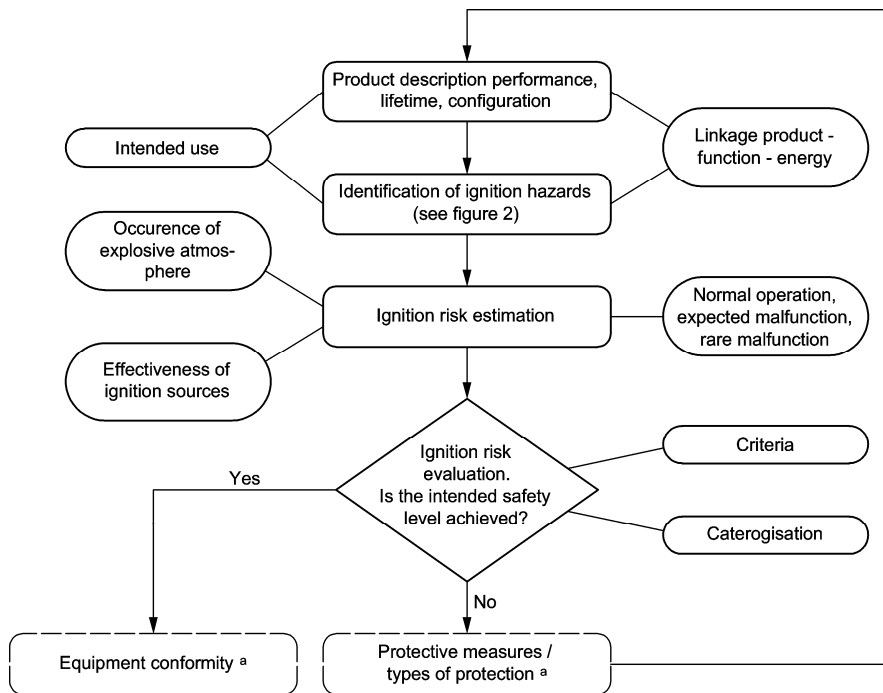 Product description performance,
lifetime, configuration
Intended use
Linkage product -
function - energy
Identification of ignition hazards
(see figure 2)
Occurence of
explosive atmos-
phere
Ignition risk estimation
Normal operation,
expected malfunction,
rare malfunction
Effectiveness of
ignition sources
Ignition risk
evaluation.
Is the intended safety
level achieved?
Criteria
Yes
Caterogisation
No
Equipment conformity a
Protective measures /
types of protection a